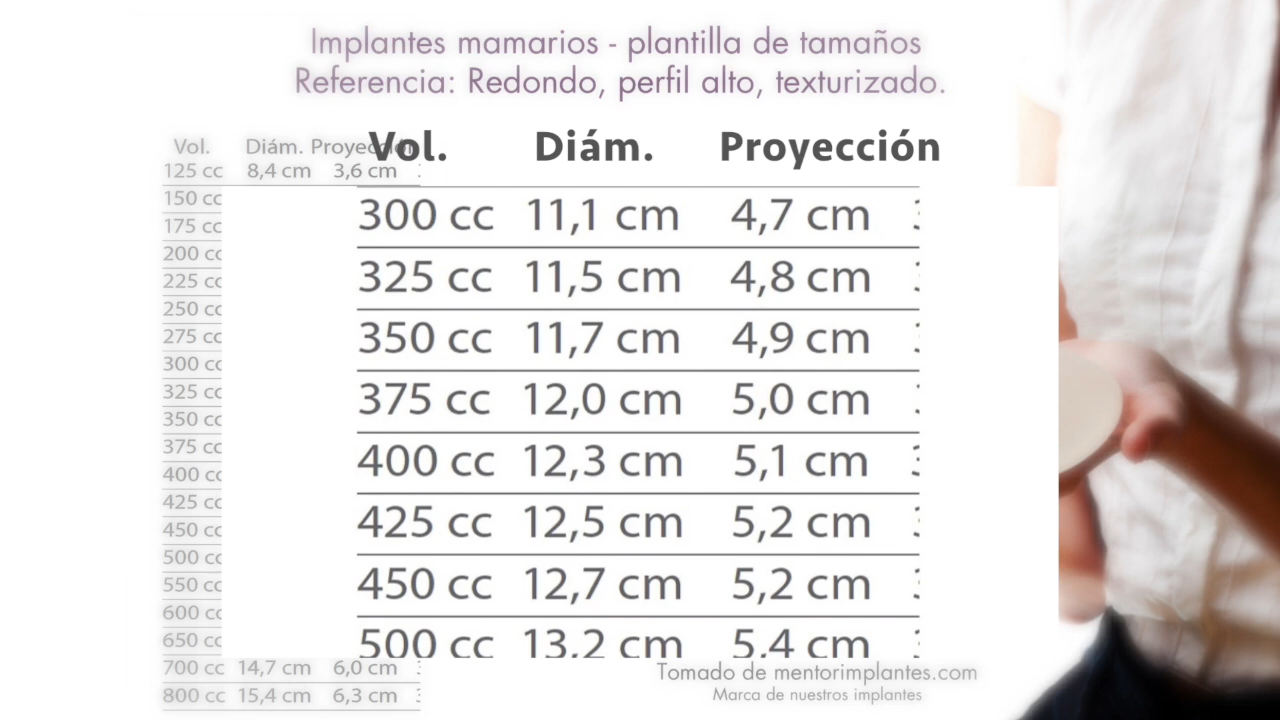 Implantes mamarios - plantilla de tamaños
Referencia: Redondo, perfil alto, texturizado.
Vol. Diám. Proyección
125 cc 8,4 cm 3,6 cm
150 cc
175 cc
200 cc
225 cc
250 cc
275 cc
300 cc
325 cc
350 cc
375 cc
400 cc
425 cc
450 cc
500 cc
550 cc
600 cc
650 cc
700 cc 14,7 cm 6,0 cm
800 cc 15,4 cm 6,3 cm
Vol. Diám. Proyección
300 cc 11,1 cm 4,7 cm
325 cc 11,5 cm 4,8 cm
350 cc 11,7 cm 4,9 cm
375 cc 12,0 cm 5,0 cm
400 cc 12,3 cm 5,1 cm
425 cc 12,5 cm 5,2 cm
450 cc 12,7 cm 5,2 cm
500 cc 13,2 cm 5,4 cm
Tomado de mentorimplantes.com
Marca de nuestros implantes